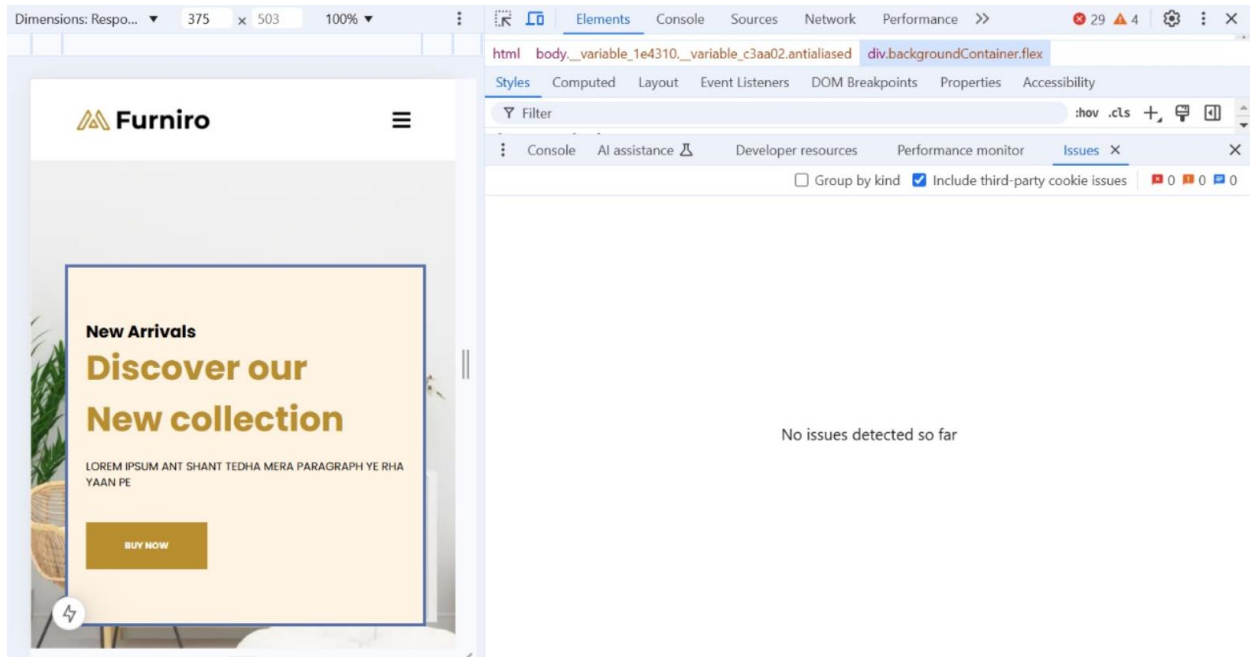 Dimensions: Respo... ▼ 375 x 503 100% ▼
Elements Console Sources Network Performance >> 29 4
html body.__variable_1e4310.__variable_c3aa02.antialiased div.backgroundContainer.flex
Styles Computed Layout Event Listeners DOM Breakpoints Properties Accessibility
Filter :hov .cls
Console AI assistance Developer resources Performance monitor Issues
Group by kind Include third-party cookie issues 0 0 0
No issues detected so far
Furniro
New Arrivals
Discover our
New collection
LOREM IPSUM ANT SHANT TEDHA MERA PARAGRAPH YE RHA
YAAN PE
BUY NOW